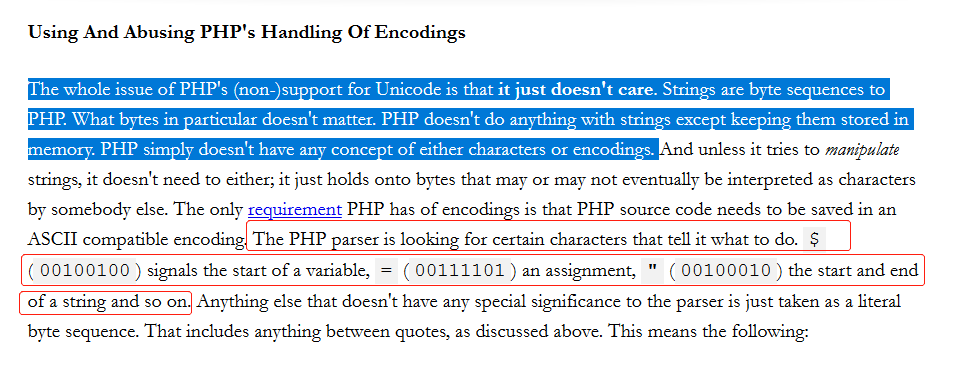 Using And Abusing PHP's Handling Of Encodings
The whole issue of PHP's (non-)support for Unicode is that it just doesn't care. Strings are byte sequences to
PHP. What bytes in particular doesn't matter. PHP doesn't do anything with strings except keeping them stored in
memory. PHP simply doesn't have any concept of either characters or encodings. And unless it tries to manipulate
strings, it doesn't need to either; it just holds onto bytes that may or may not eventually be interpreted as characters
by somebody else. The only requirement PHP has of encodings is that PHP source code needs to be saved in an
ASCII compatible encoding. The PHP parser is looking for certain characters that tell it what to do. $
(00100100) signals the start of a variable, = (00111101) an assignment, " (00100010) the start and end
of a string and so on. Anything else that doesn't have any special significance to the parser is just taken as a literal
byte sequence. That includes anything between quotes, as discussed above. This means the following: